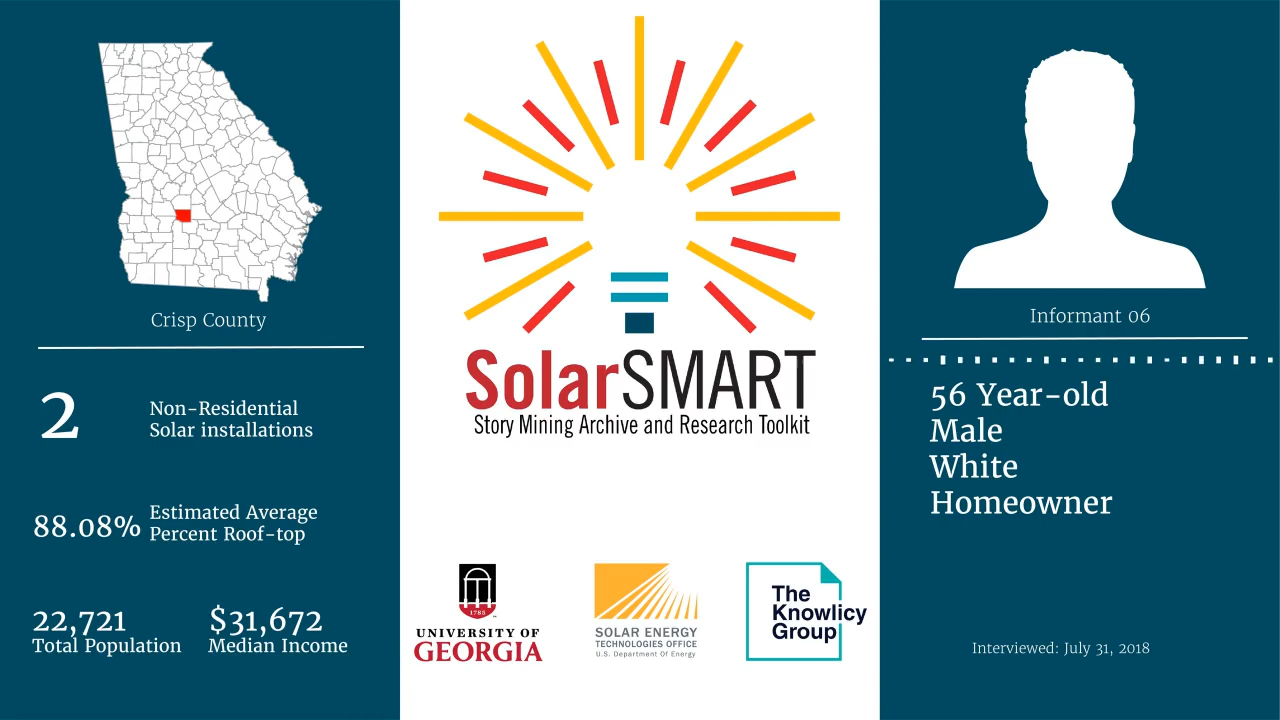 Crisp County
2
Non-Residential
Solar installations
88.08%
Estimated Average
Percent Roof-top
22,721
Total Population
$31,672
Median Income
SolarSMART
Story Mining Archive and Research Toolkit
1785
UNIVERSITY OF
GEORGIA
SOLAR ENERGY
TECHNOLOGIES OFFICE
U.S. Department Of Energy
The
Knowlicy
Group
Informant 06
56 Year-old
Male
White
Homeowner
Interviewed: July 31, 2018